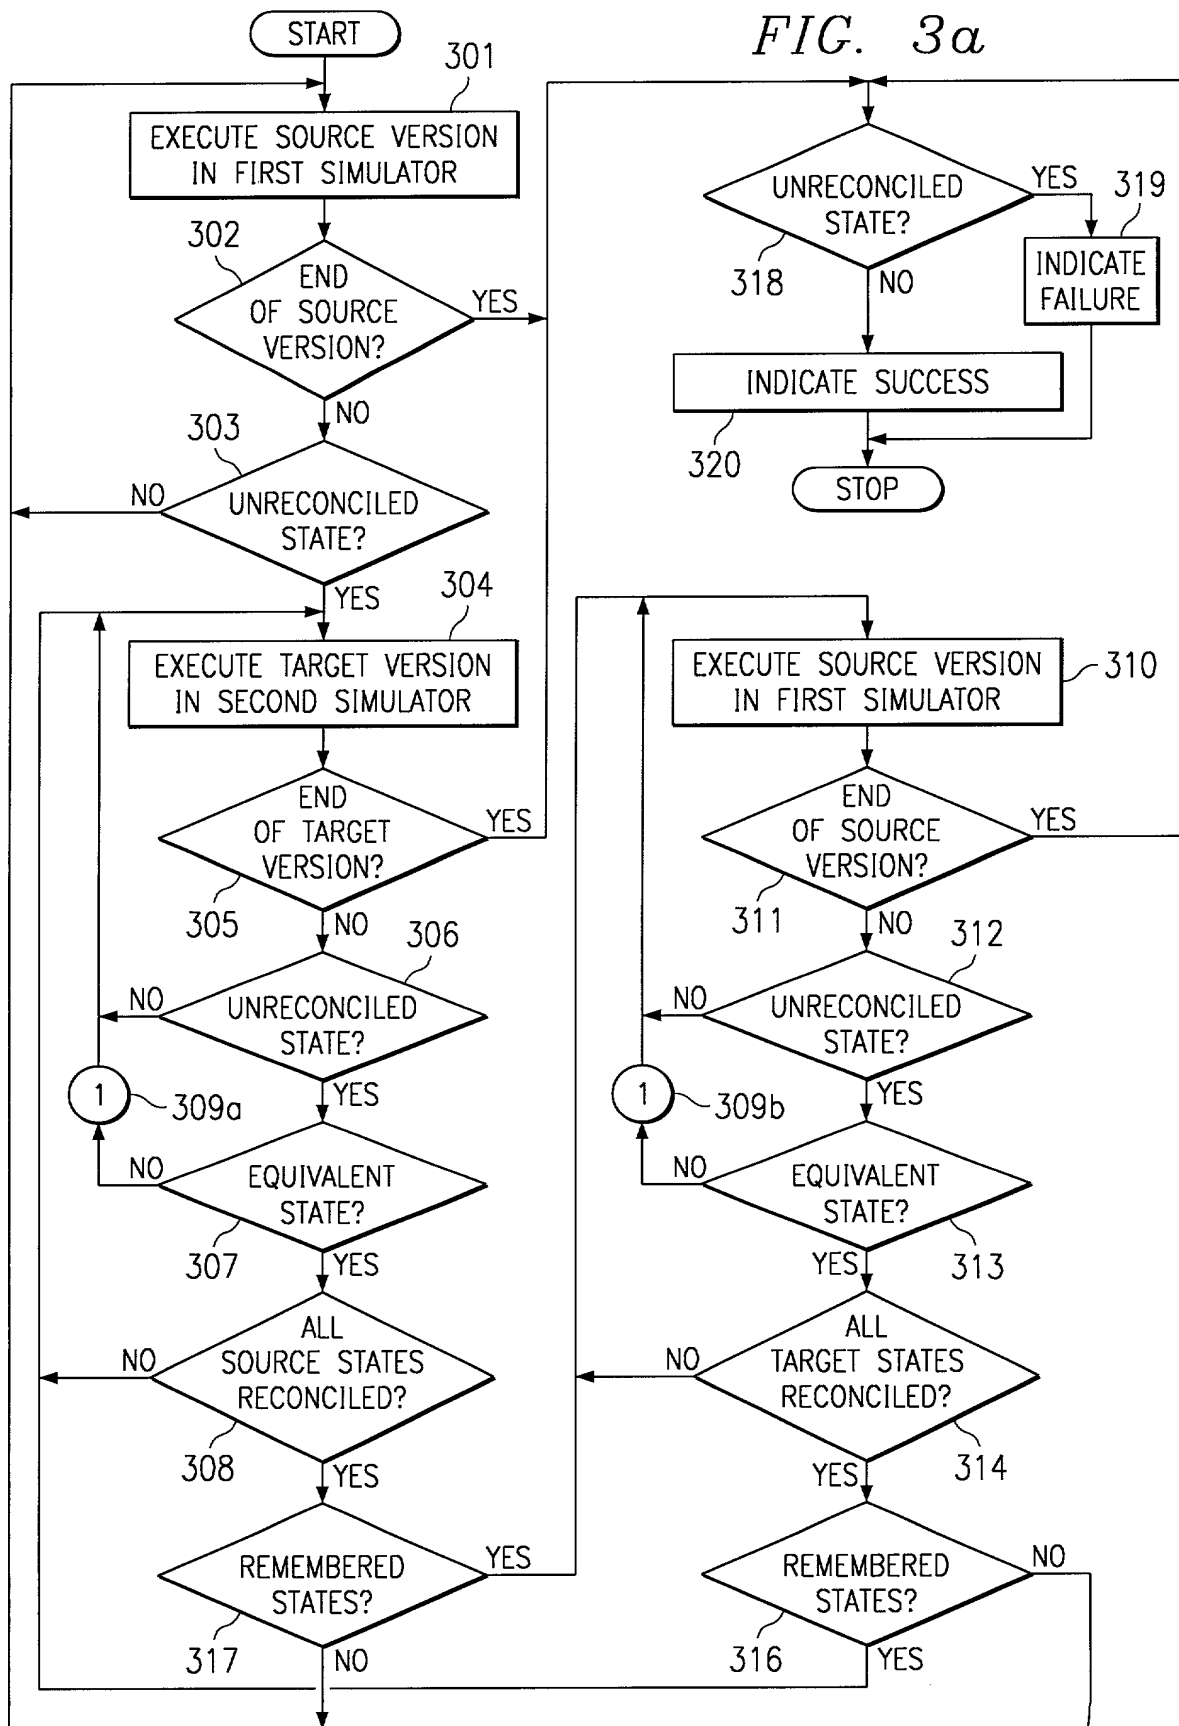 FIG. 3a
START
301
EXECUTE SOURCE VERSION
IN FIRST SIMULATOR
302
END
OF SOURCE
VERSION?
YES
NO
303
UNRECONCILED
STATE?
NO
YES
304
EXECUTE TARGET VERSION
IN SECOND SIMULATOR
END
OF TARGET
VERSION?
YES
305
NO
306
UNRECONCILED
STATE?
NO
YES
1
309a
EQUIVALENT
STATE?
NO
307
YES
ALL
SOURCE STATES
RECONCILED?
NO
308
YES
REMEMBERED
STATES?
YES
317
NO
UNRECONCILED
STATE?
YES
318
NO
319
INDICATE
FAILURE
INDICATE SUCCESS
320
STOP
EXECUTE SOURCE VERSION
IN FIRST SIMULATOR
310
END
OF SOURCE
VERSION?
YES
311
NO
312
UNRECONCILED
STATE?
NO
YES
1
309b
EQUIVALENT
STATE?
NO
313
YES
ALL
TARGET STATES
RECONCILED?
NO
314
YES
REMEMBERED
STATES?
NO
316
YES